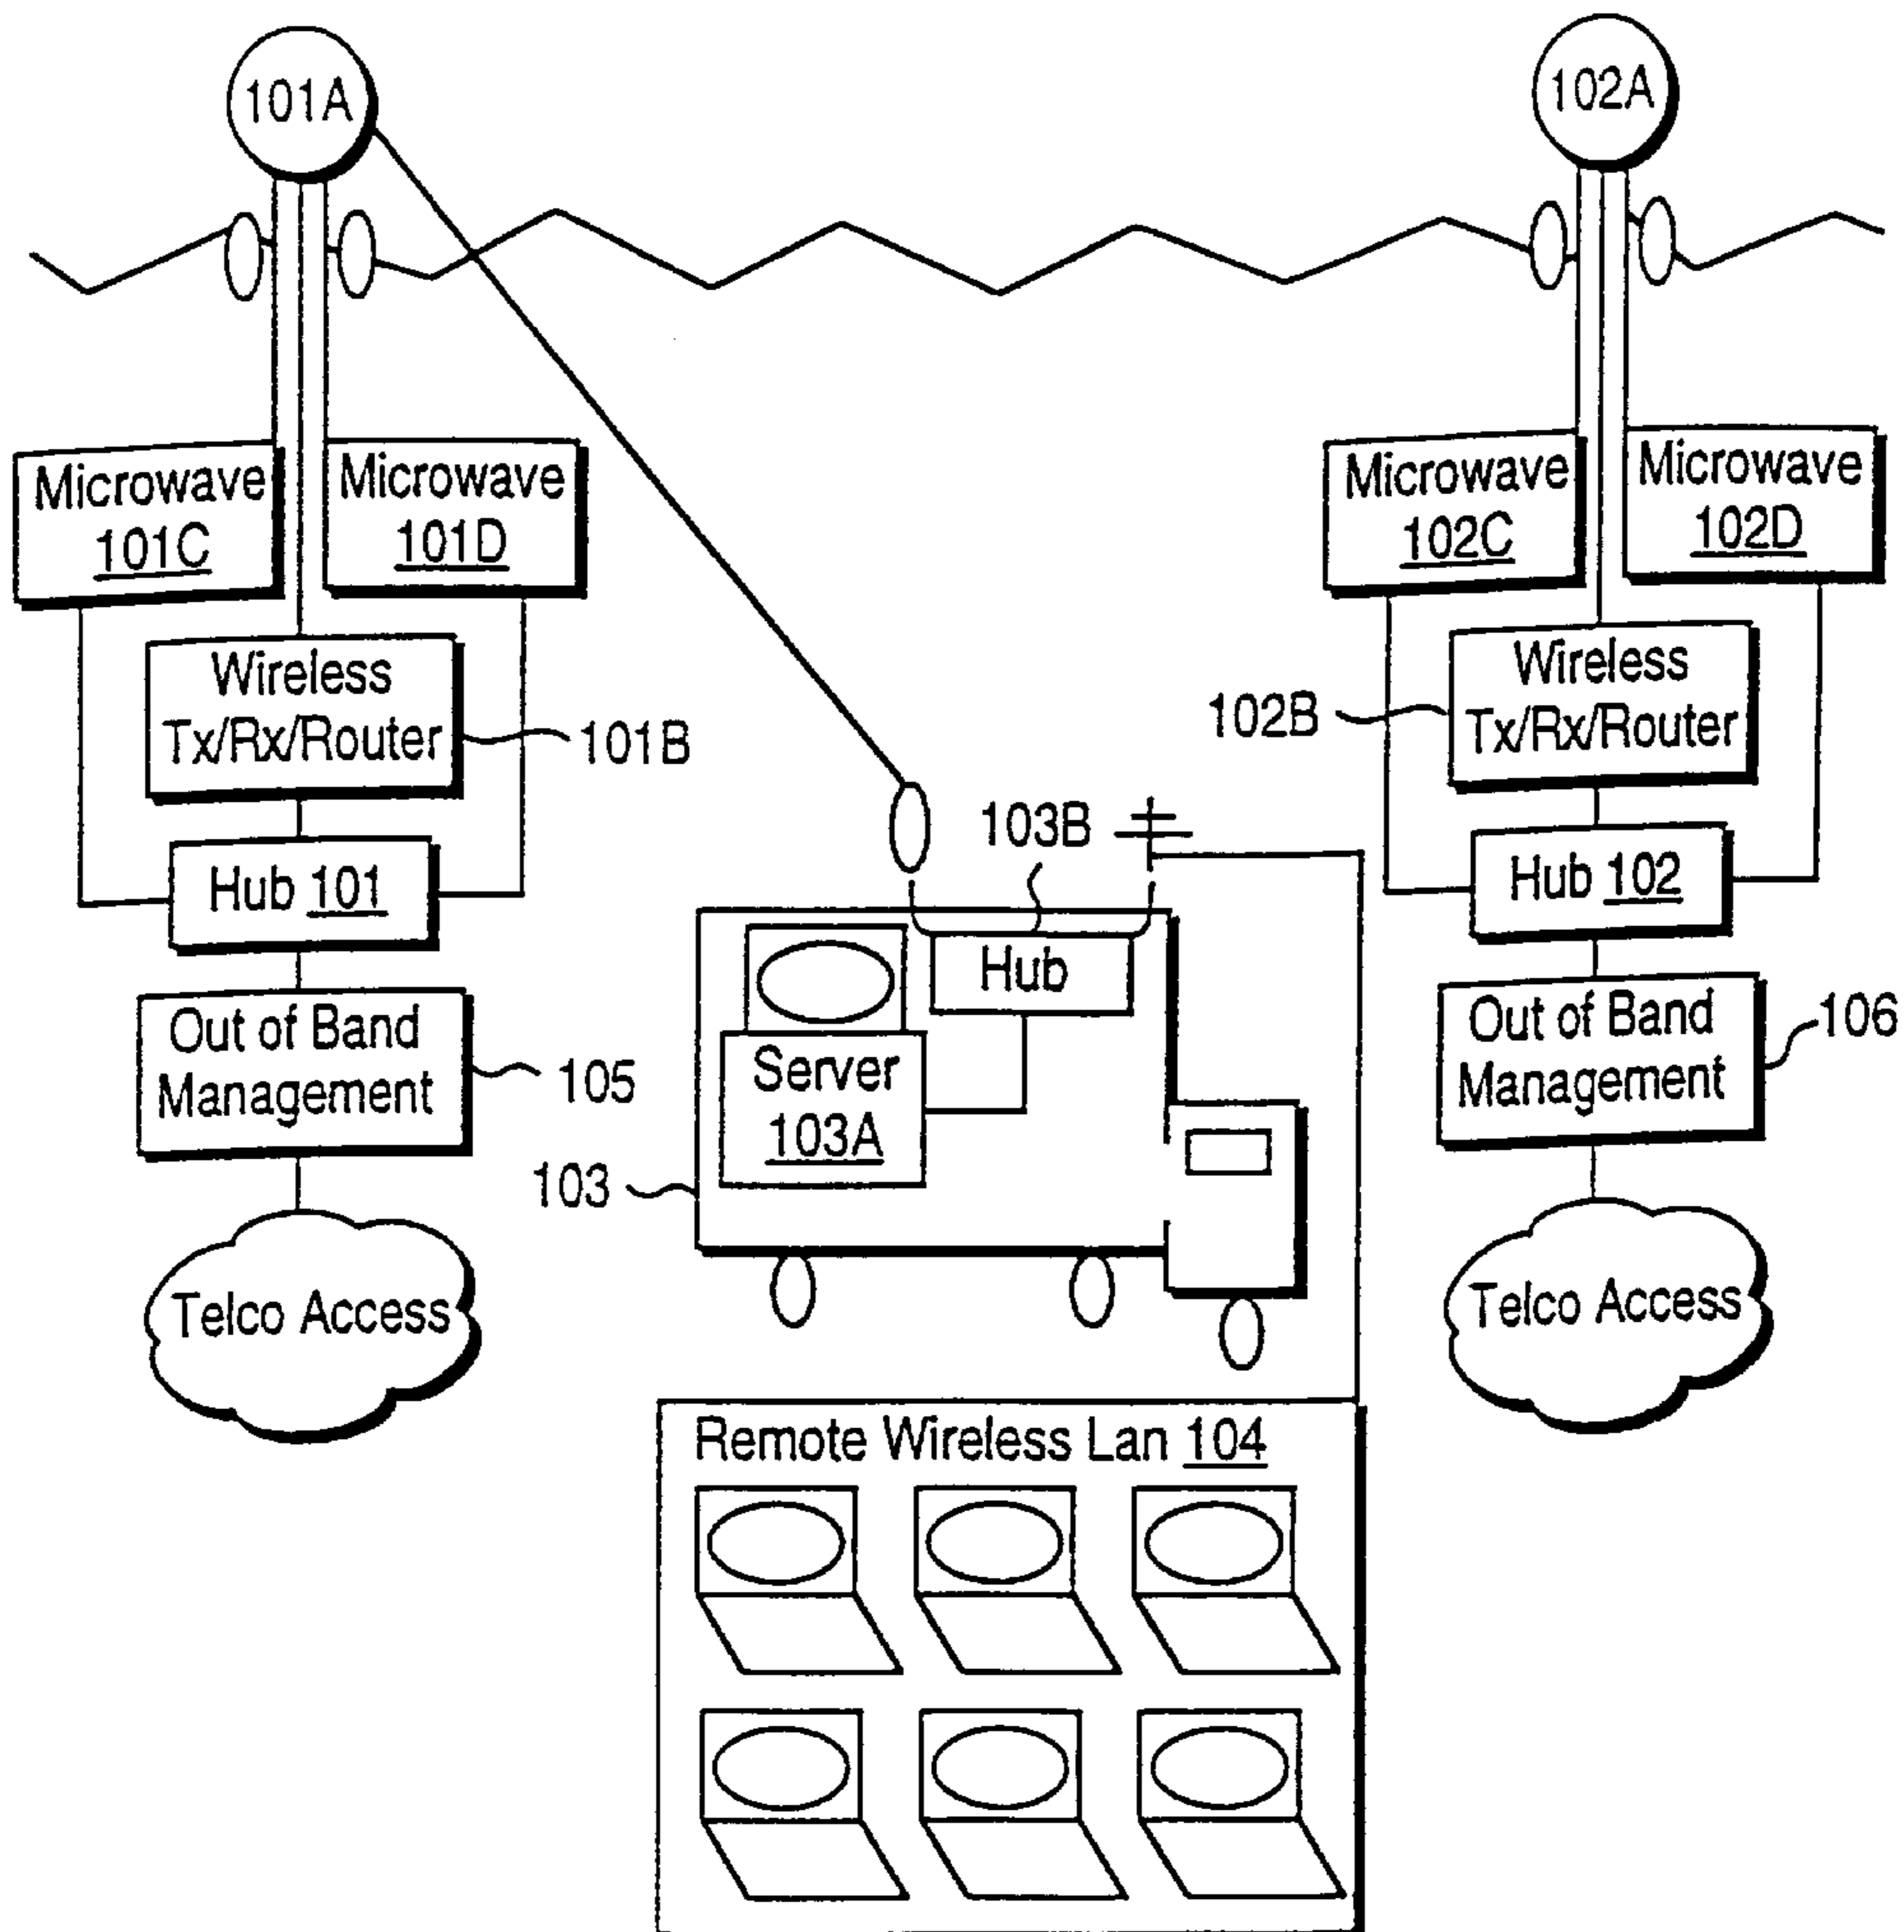 101A
102A
Microwave
101C
Microwave
101D
Microwave
102C
Microwave
102D
Wireless
Tx/Rx/Router
101B
102B
Wireless
Tx/Rx/Router
Hub 101
103B
Hub 102
Hub
Out of Band
Management
105
Server
103A
103
Out of Band
Management
106
Telco Access
Telco Access
Remote Wireless Lan 104